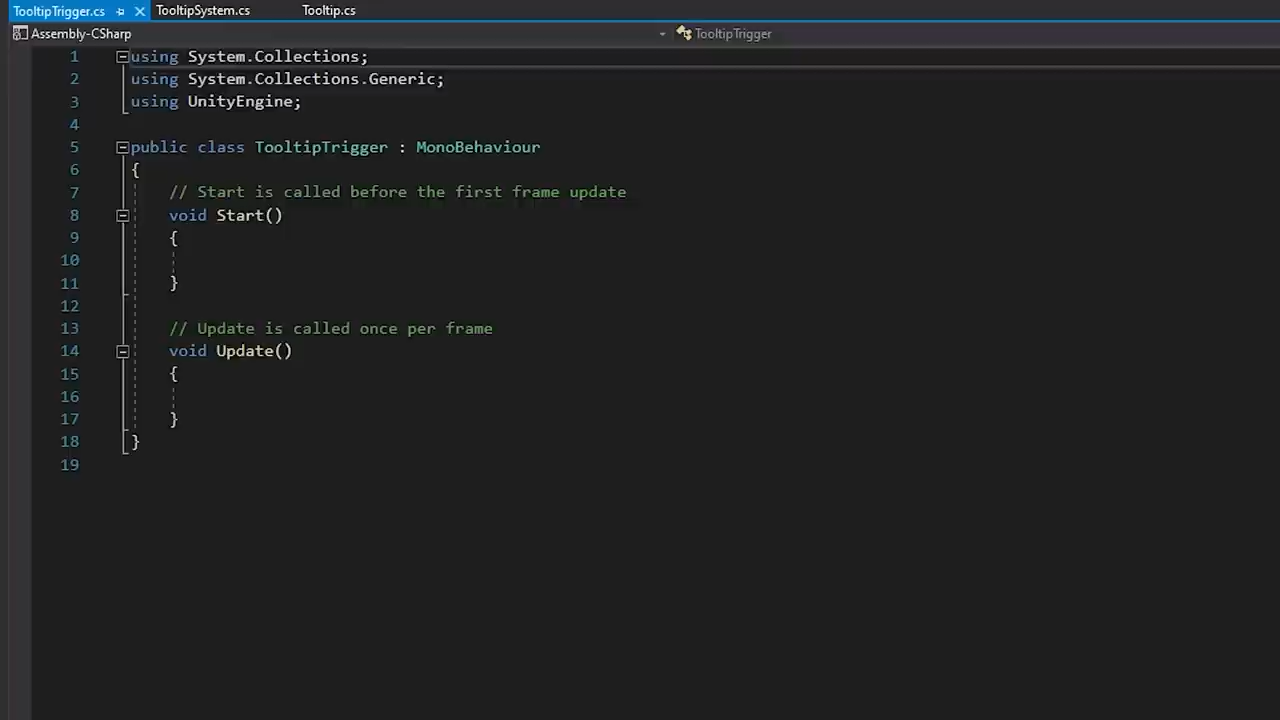 TooltipTrigger.cs TooltipSystem.cs Tooltip.cs
Assembly-CSharp TooltipTrigger
1 using System.Collections;
2 using System.Collections.Generic;
3 using UnityEngine;
4
5 public class TooltipTrigger : MonoBehaviour
6 {
7 // Start is called before the first frame update
8 void Start()
9 {
10
11 }
12
13 // Update is called once per frame
14 void Update()
15 {
16
17 }
18 }
19